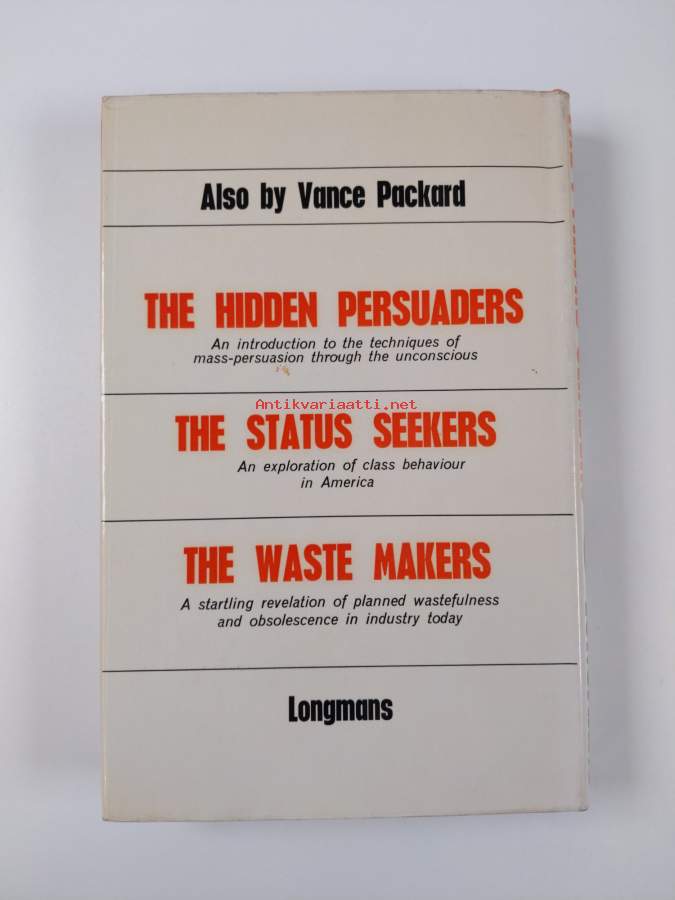 Also by Vance Packard
THE HIDDEN PERSUADERS
An introduction to the techniques of
mass-persuasion through the unconscious
Antikvariaatti.net
THE STATUS SEEKERS
An exploration of class behaviour
in America
THE WASTE MAKERS
A startling revelation of planned wastefulness
and obsolescence in industry today
Longmans